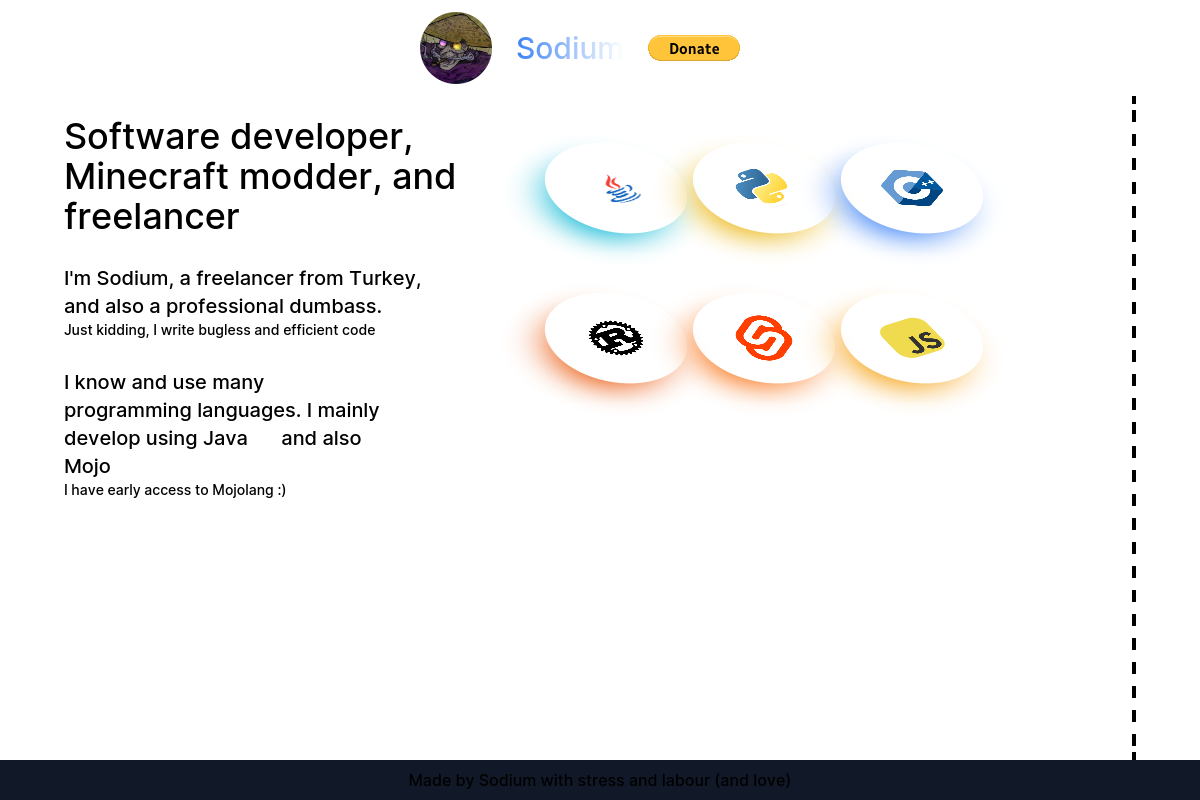 Sodium
Donate
Software developer,
Minecraft modder, and
freelancer
I'm Sodium, a freelancer from Turkey,
and also a professional dumbass.
Just kidding, I write bugless and efficient code
I know and use many
programming languages. I mainly
develop using Java and also
Mojo
I have early access to Mojolang :)
R
JS
Made by Sodium with stress and labour (and love)